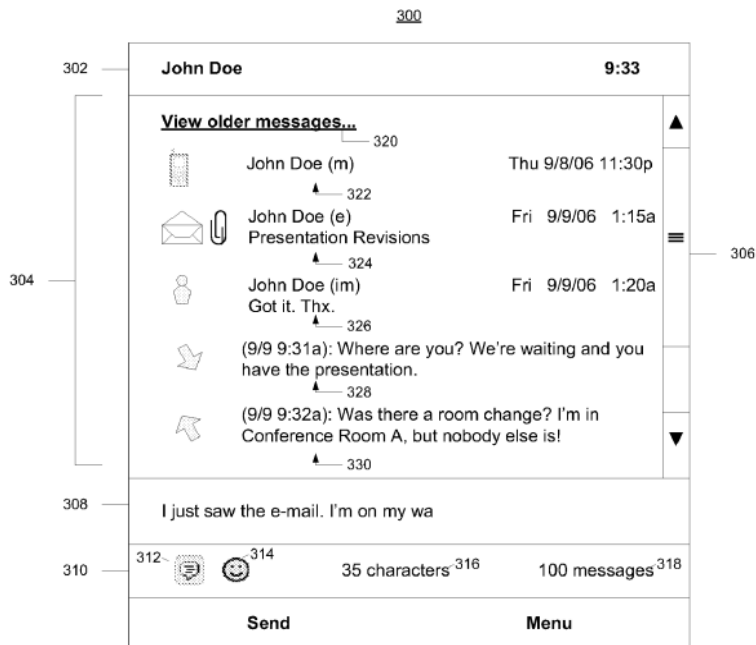 300
302 John Doe 9:33
View older messages...
320
John Doe (m) Thu 9/8/06 11:30p
322
John Doe (e) Fri 9/9/06 1:15a
Presentation Revisions
324
306
304
John Doe (im) Fri 9/9/06 1:20a
Got it. Thx.
326
(9/9 9:31a): Where are you? We're waiting and you
have the presentation.
328
(9/9 9:32a): Was there a room change? I'm in
Conference Room A, but nobody else is!
330
308 I just saw the e-mail. I'm on my wa
310 312 314 35 characters 316 100 messages 318
Send Menu